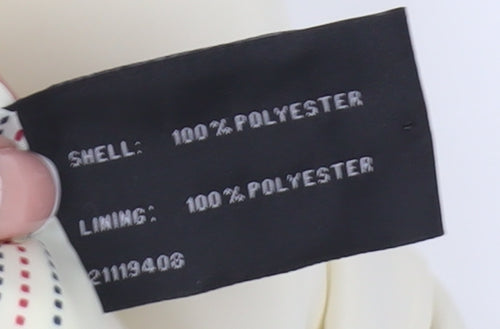 SHELL: 100% POLYESTER
LINING: 100% POLYESTER
21119408